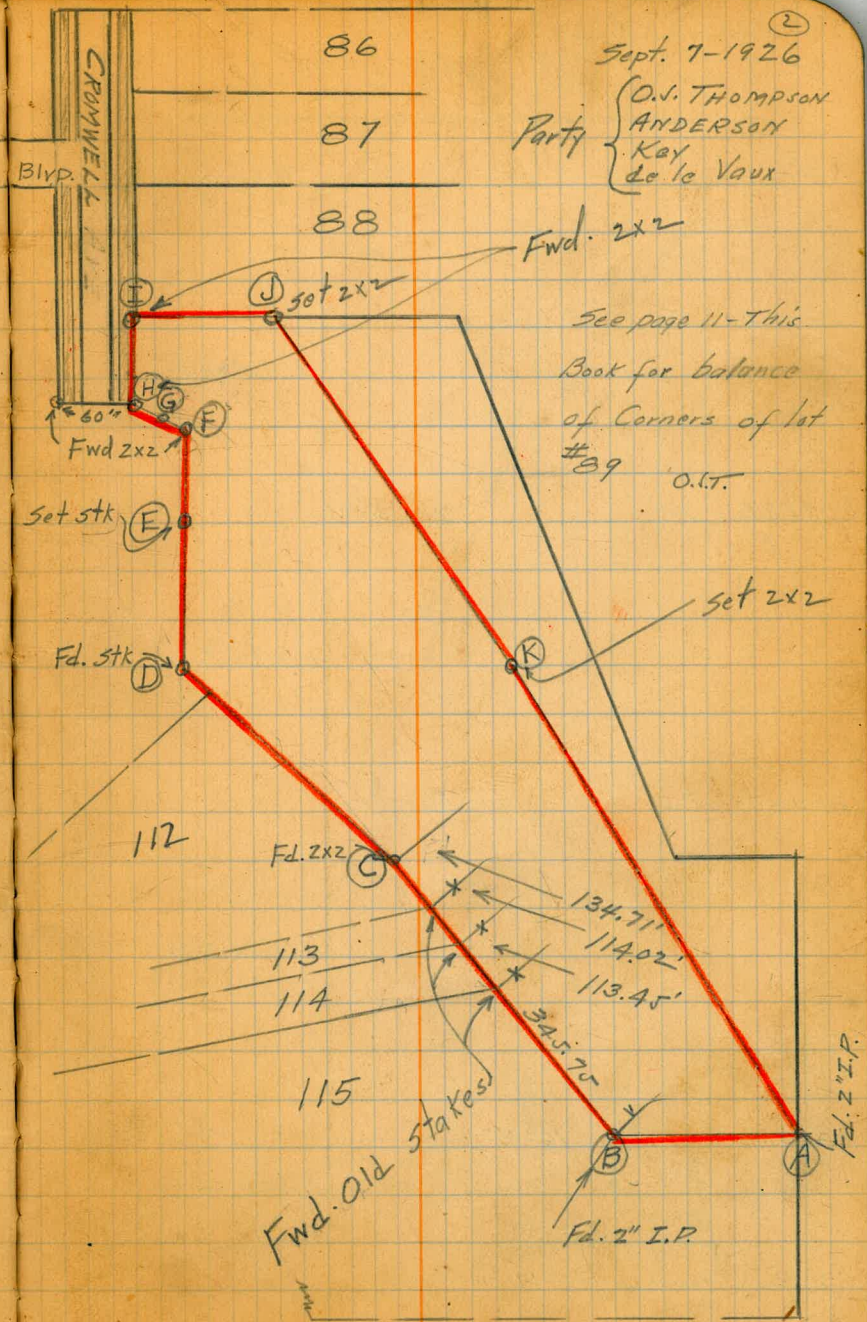 2
Sept. 7-1926
Party
O.J. THOMPSON
ANDERSON
Kay
de le Vaux
86
87
88
CROMWELL
Blvd.
Fwd. 2x2
I
J
Set 2x2
See page 11-This
Book for balance
of Corners of lot
#89 O.J.T.
H
G
F
60'
Fwd 2x2
Set stk
E
Fd. Stk
D
K
Set 2x2
112
Fd. 2x2
C
134.71'
114.02'
113.45'
113
114
115
345.75
Fwd. Old Stakes
B
A
Fd. 2" I.P.
Fd. 2" I.P.